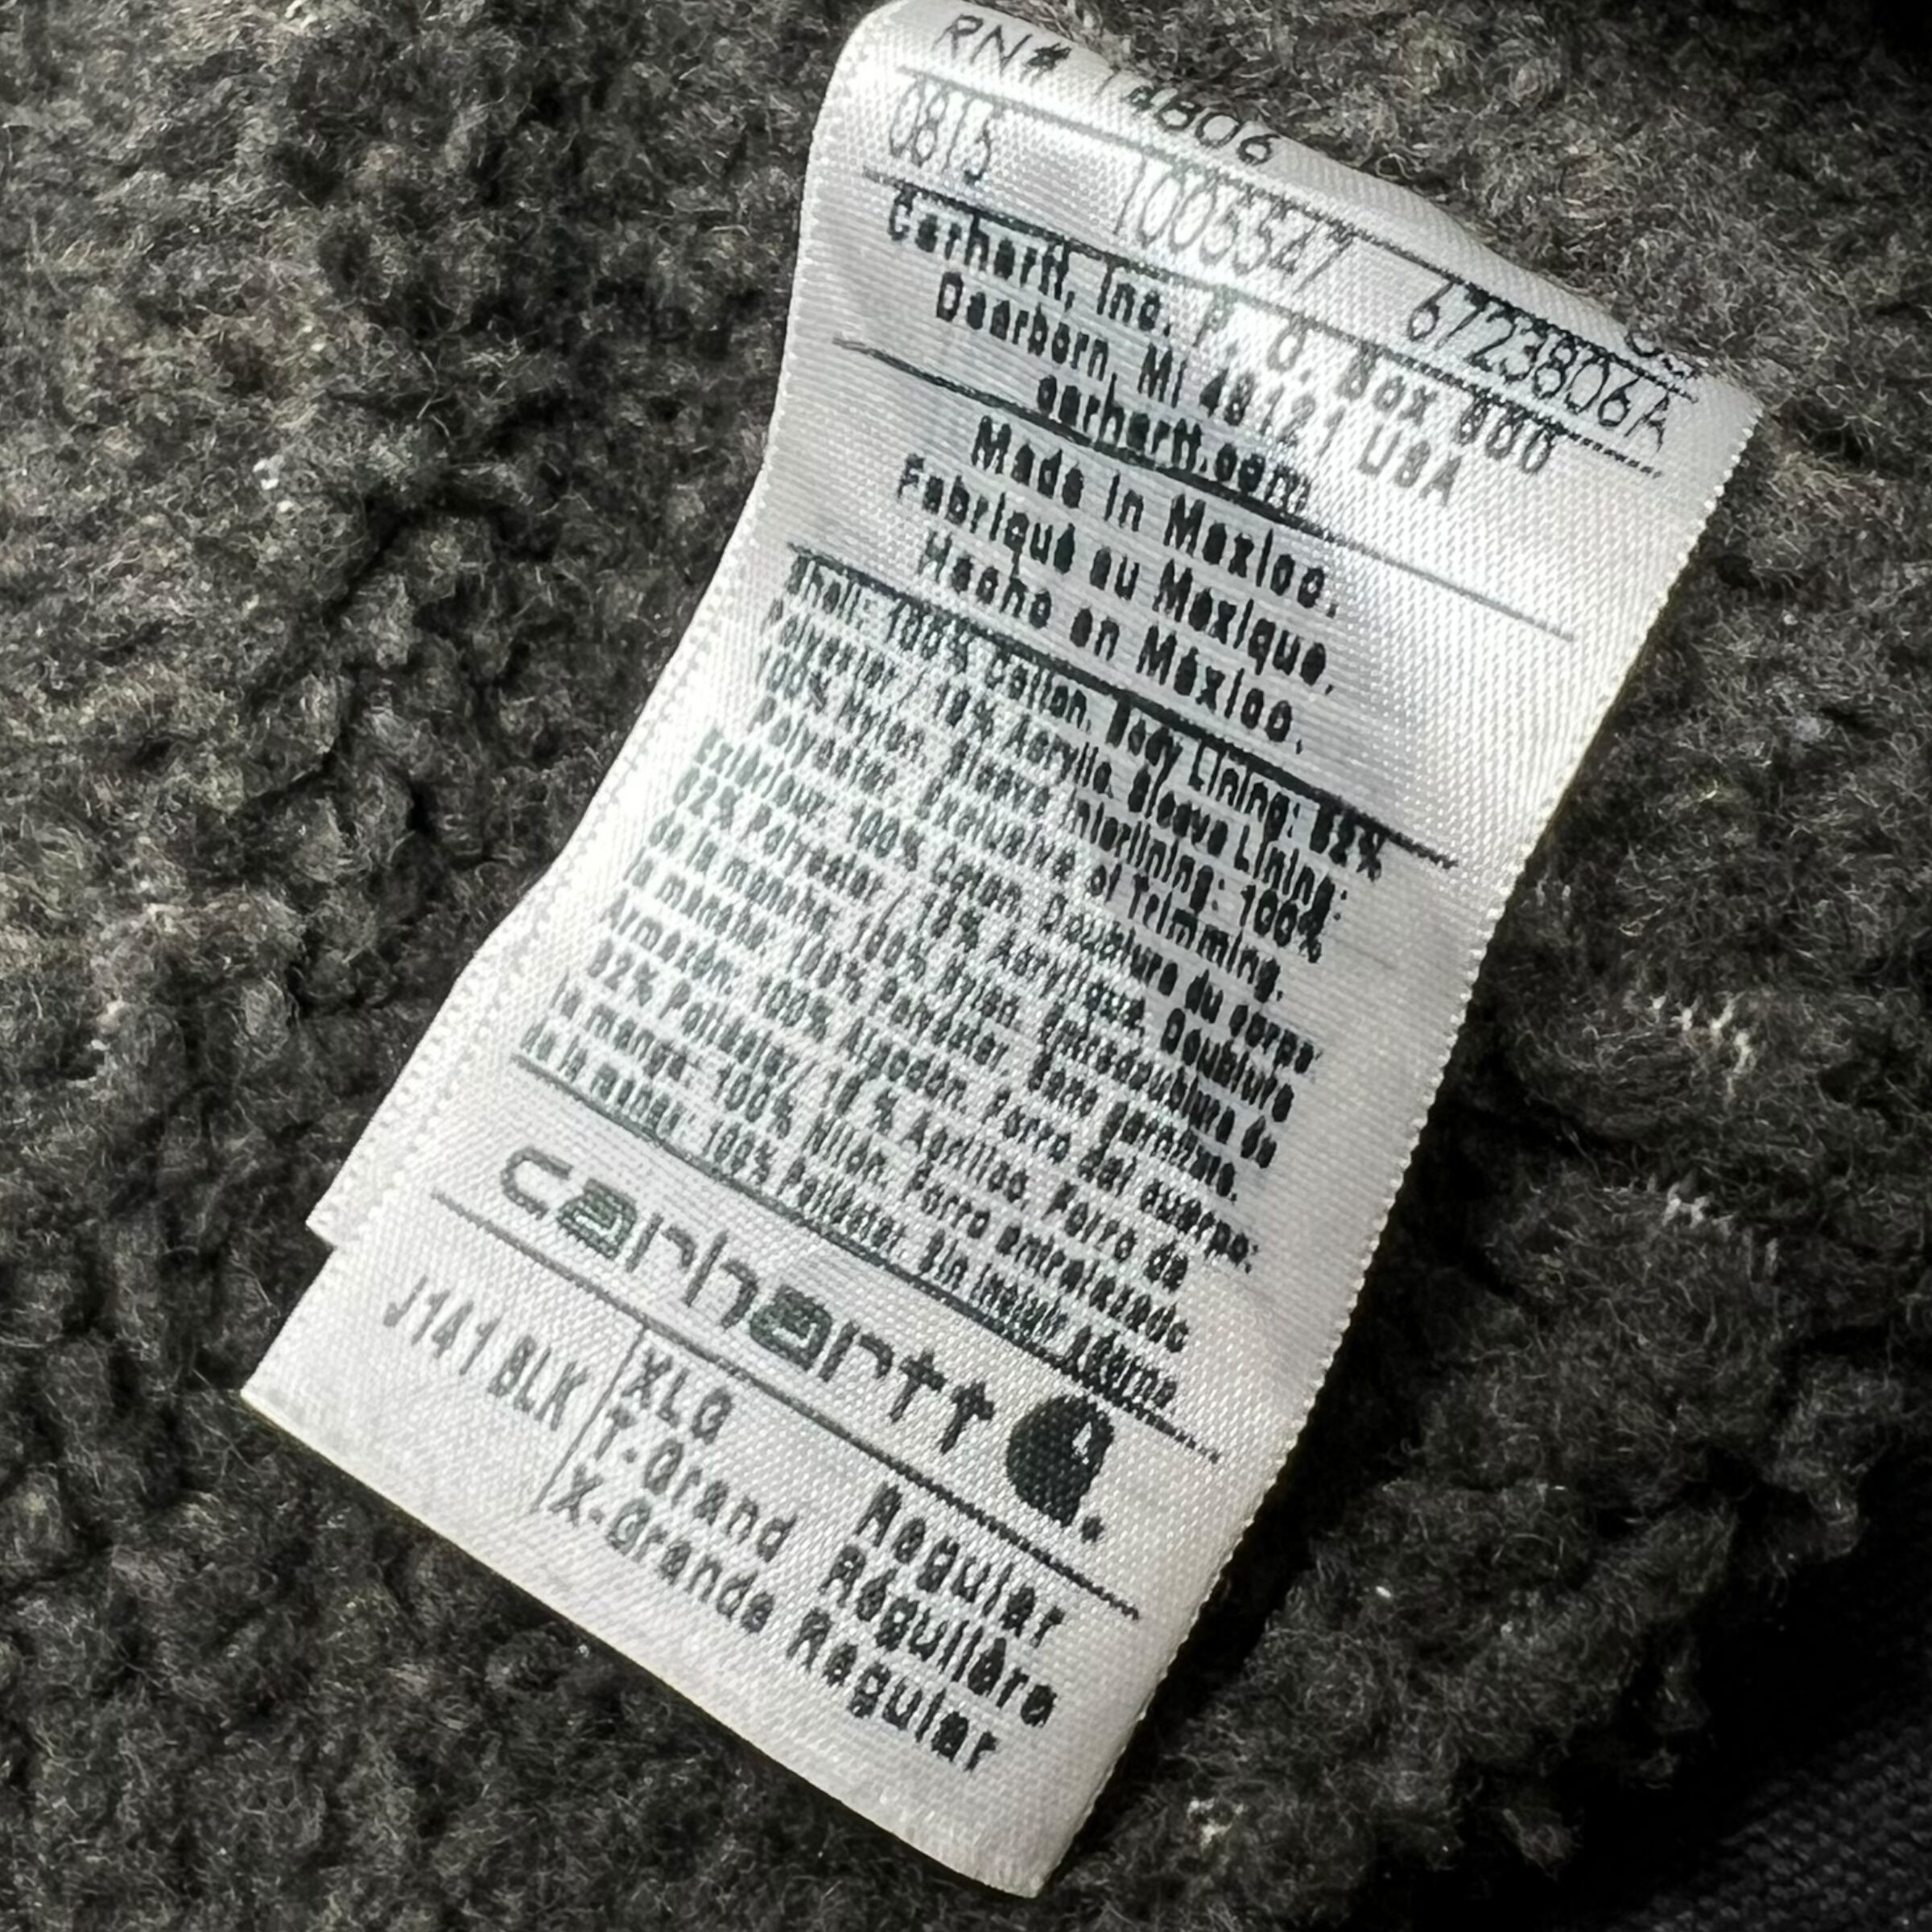 RN# 14806
0815 1005547 6723806A
Carhartt, Inc. P. O. Box 600
Dearborn, MI 48121 USA
carhartt.com
Made in Mexico.
Fabriqué au Mexique.
Hecho en México.
Shell: 100% Cotton. Body Lining: 82%
Polyester / 18% Acrylic. Sleeve Lining:
100% Nylon. Sleeve Interlining: 100%
Polyester. Exclusive of Trimming.
Extérieur: 100% Coton. Doublure du corps:
82% Polyester / 18% Acrylique. Doublure
de la manche: 100% Nylon. Entredoublure de
la manche: 100% Polyester. Sans garniture.
Armazón: 100% Algodón. Forro del cuerpo:
82% Poliéster / 18% Acrílico. Forro de
la manga: 100% Nilón. Forro entrelazado
de la manga: 100% Poliéster. Sin incluir adorno.
carhartt
J141 BLK
XLG Regular
T-Grand Régulière
X-Grande Regular